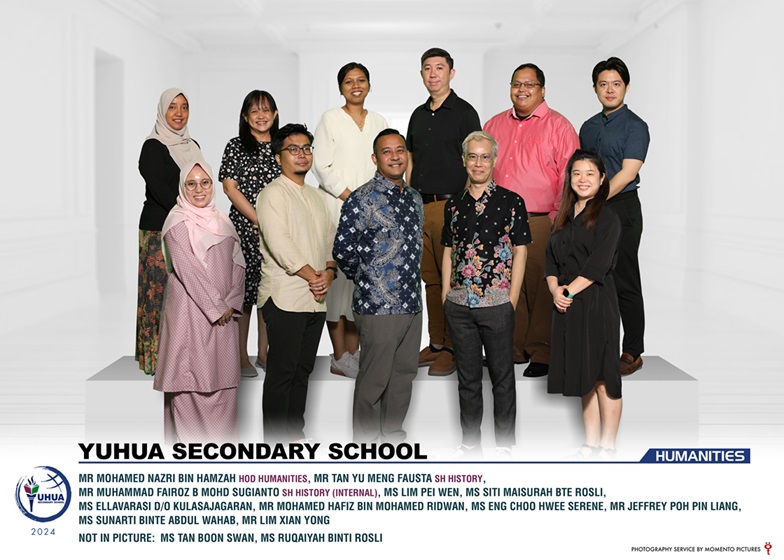 YUHUA SECONDARY SCHOOL
HUMANITIES
MR MOHAMED NAZRI BIN HAMZAH HOD HUMANITIES, MR TAN YU MENG FAUSTA SH HISTORY,
MR MUHAMMAD FAIROZ B MOHD SUGIANTO SH HISTORY (INTERNAL), MS LIM PEI WEN, MS SITI MAISURAH BTE ROSLI,
MS ELLAVARASI D/O KULASAJAGARAN, MR MOHAMED HAFIZ BIN MOHAMED RIDWAN, MS ENG CHOO HWEE SERENE, MR JEFFREY POH PIN LIANG,
MS SUNARTI BINTE ABDUL WAHAB, MR LIM XIAN YONG
NOT IN PICTURE: MS TAN BOON SWAN, MS RUQAIYAH BINTI ROSLI
YUHUA
SECONDARY SCHOOL
2024
PHOTOGRAPHY SERVICE BY MOMENTO PICTURES